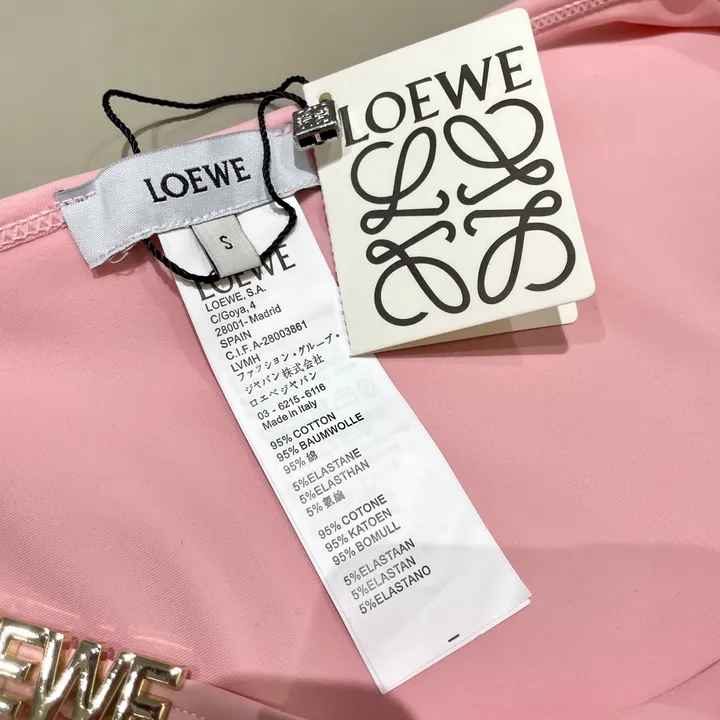 LOEWE
LOEWE
S
LOEWE
LOEWE, S.A.
C/Goya, 4
28001-Madrid
SPAIN
C.I.F.A-28003861
LVMH
ファッション・グループ・
ジャパン株式会社
ロエベジャパン
03 - 6215-6116
Made in Italy
95% COTTON
95% BAUMWOLLE
95% 綿
5%ELASTANE
5%ELASTHAN
5% 氨綸
95% COTONE
95% KATOEN
95% BOMULL
5%ELASTAAN
5%ELASTAN
5%ELASTANO
EWE